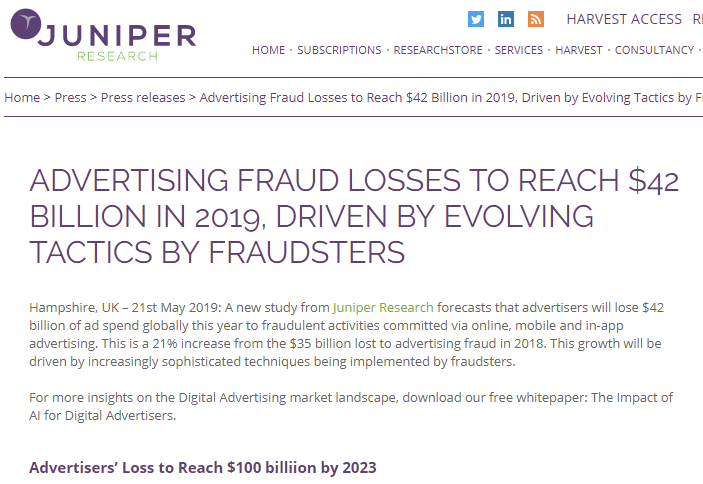 JUNIPER
RESEARCH
HARVEST ACCESS
HOME · SUBSCRIPTIONS · RESEARCHSTORE · SERVICES · HARVEST · CONSULTANCY ·
Home > Press > Press releases > Advertising Fraud Losses to Reach $42 Billion in 2019, Driven by Evolving Tactics by
ADVERTISING FRAUD LOSSES TO REACH $42
BILLION IN 2019, DRIVEN BY EVOLVING
TACTICS BY FRAUDSTERS
Hampshire, UK – 21st May 2019: A new study from Juniper Research forecasts that advertisers will lose $42
billion of ad spend globally this year to fraudulent activities committed via online, mobile and in-app
advertising. This is a 21% increase from the $35 billion lost to advertising fraud in 2018. This growth will be
driven by increasingly sophisticated techniques being implemented by fraudsters.
For more insights on the Digital Advertising market landscape, download our free whitepaper: The Impact of
AI for Digital Advertisers.
Advertisers’ Loss to Reach $100 billiion by 2023